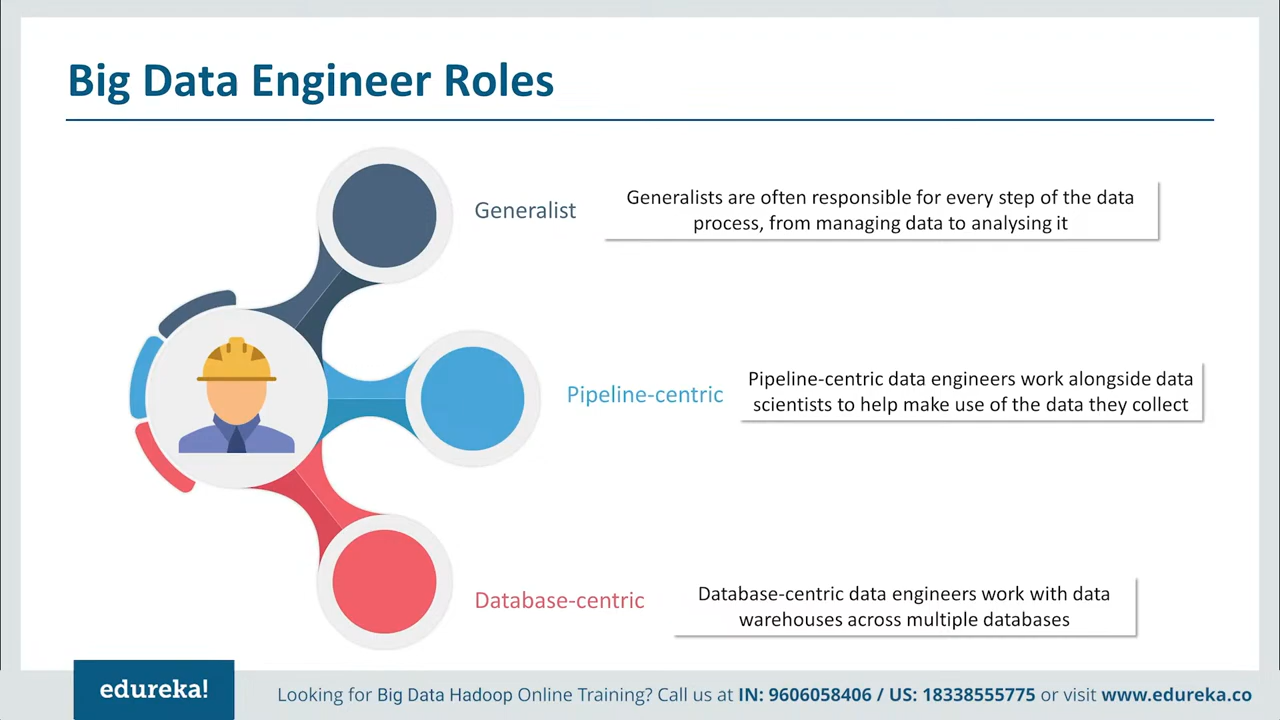 Big Data Engineer Roles
Generalist
Generalists are often responsible for every step of the data
process, from managing data to analysing it
Pipeline-centric
Pipeline-centric data engineers work alongside data
scientists to help make use of the data they collect
Database-centric
Database-centric data engineers work with data
warehouses across multiple databases
edureka!
Looking for Big Data Hadoop Online Training? Call us at IN: 9606058406 / US: 18338555775 or visit www.edureka.co